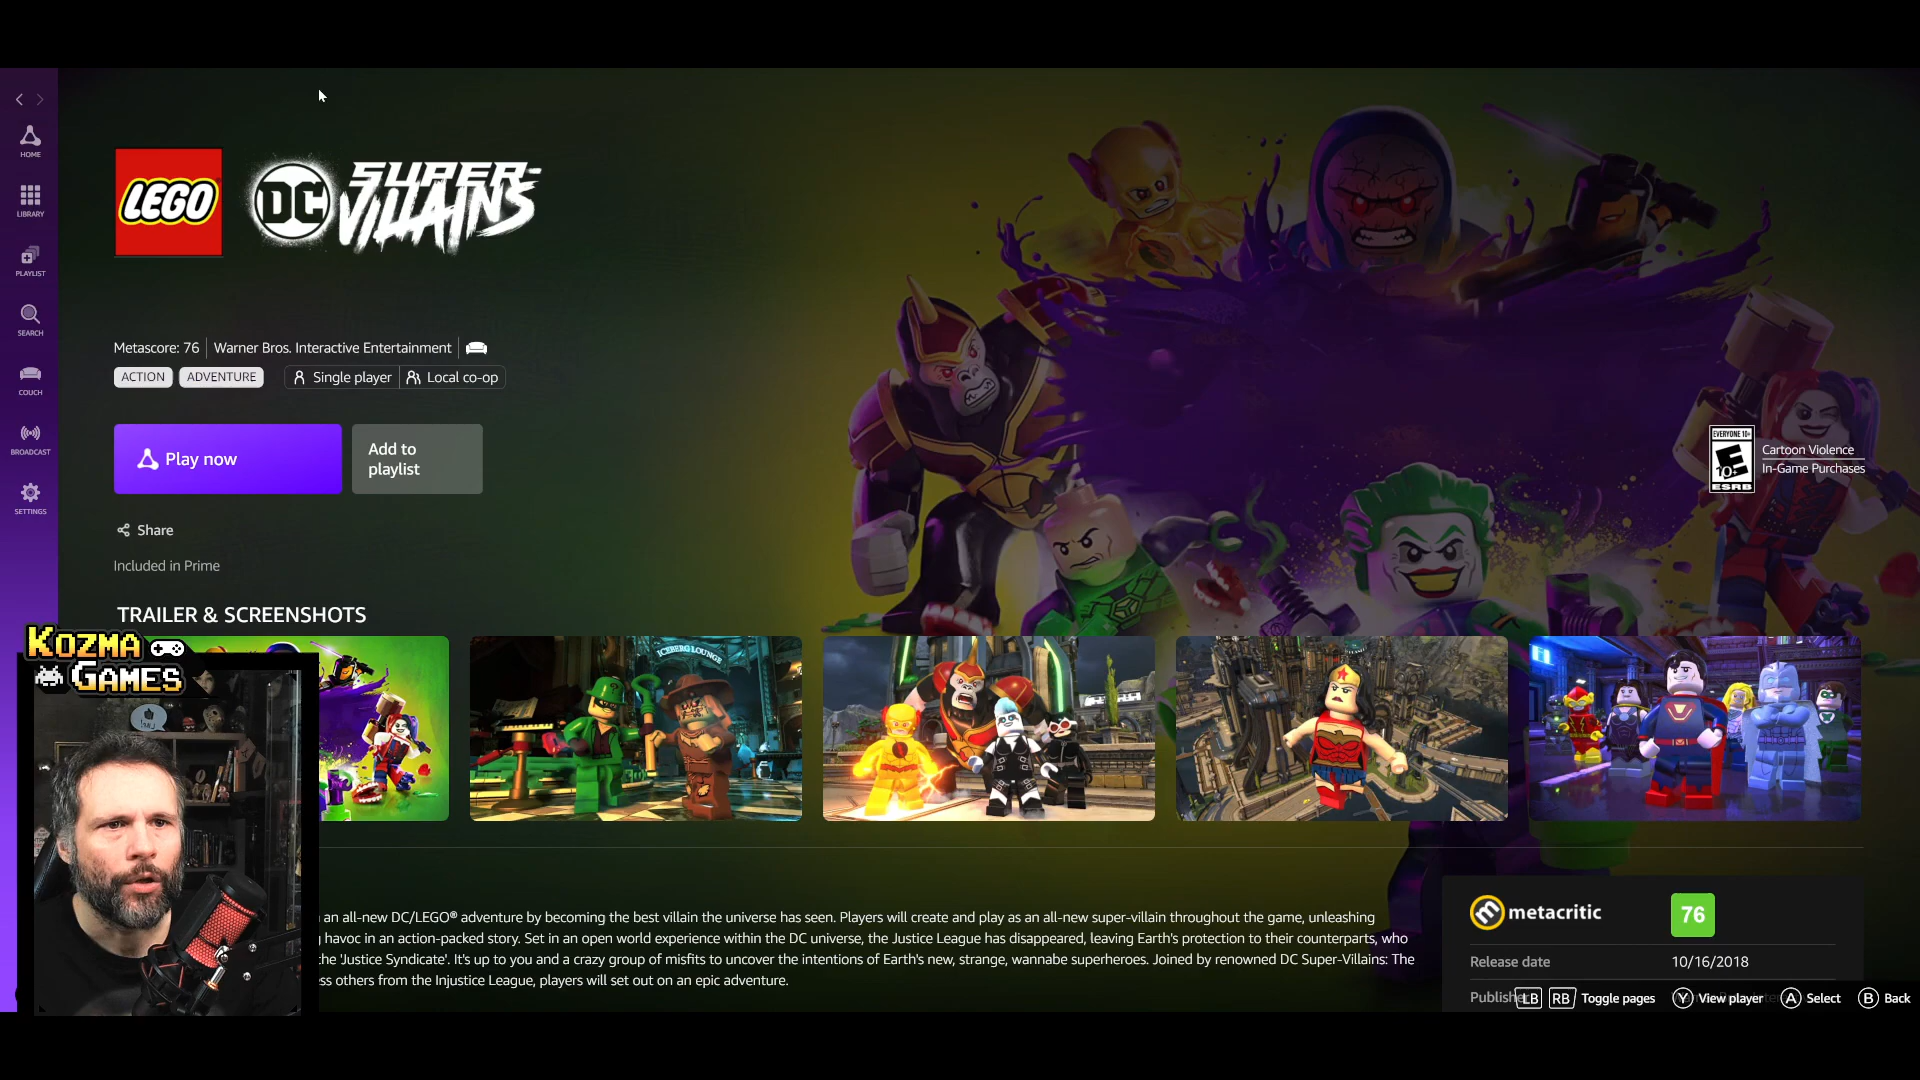 HOME
LIBRARY
PLAYLIST
SEARCH
COUCH
BROADCAST
SETTINGS
LEGO
DC SUPER-
VILLAINS
Metascore: 76 Warner Bros. Interactive Entertainment
ACTION ADVENTURE Single player Local co-op
Play now
Add to
playlist
EVERYONE 10+
E
10+
ESRB
Cartoon Violence
In-Game Purchases
Share
Included in Prime
TRAILER & SCREENSHOTS
KOZMA
GAMES
ICEBERG LOUNGE
an all-new DC/LEGO® adventure by becoming the best villain the universe has seen. Players will create and play as an all-new super-villain throughout the game, unleashing
havoc in an action-packed story. Set in an open world experience within the DC universe, the Justice League has disappeared, leaving Earth's protection to their counterparts, who
the 'Justice Syndicate'. It's up to you and a crazy group of misfits to uncover the intentions of Earth's new, strange, wannabe superheroes. Joined by renowned DC Super-Villains: The
others from the Injustice League, players will set out on an epic adventure.
metacritic 76
Release date 10/16/2018
Publisher
LB RB Toggle pages Y View player A Select B Back